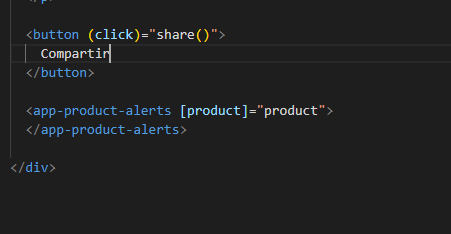 <button (click)="share()">
Compartir
</button>
<app-product-alerts [product]="product">
</app-product-alerts>
</div>